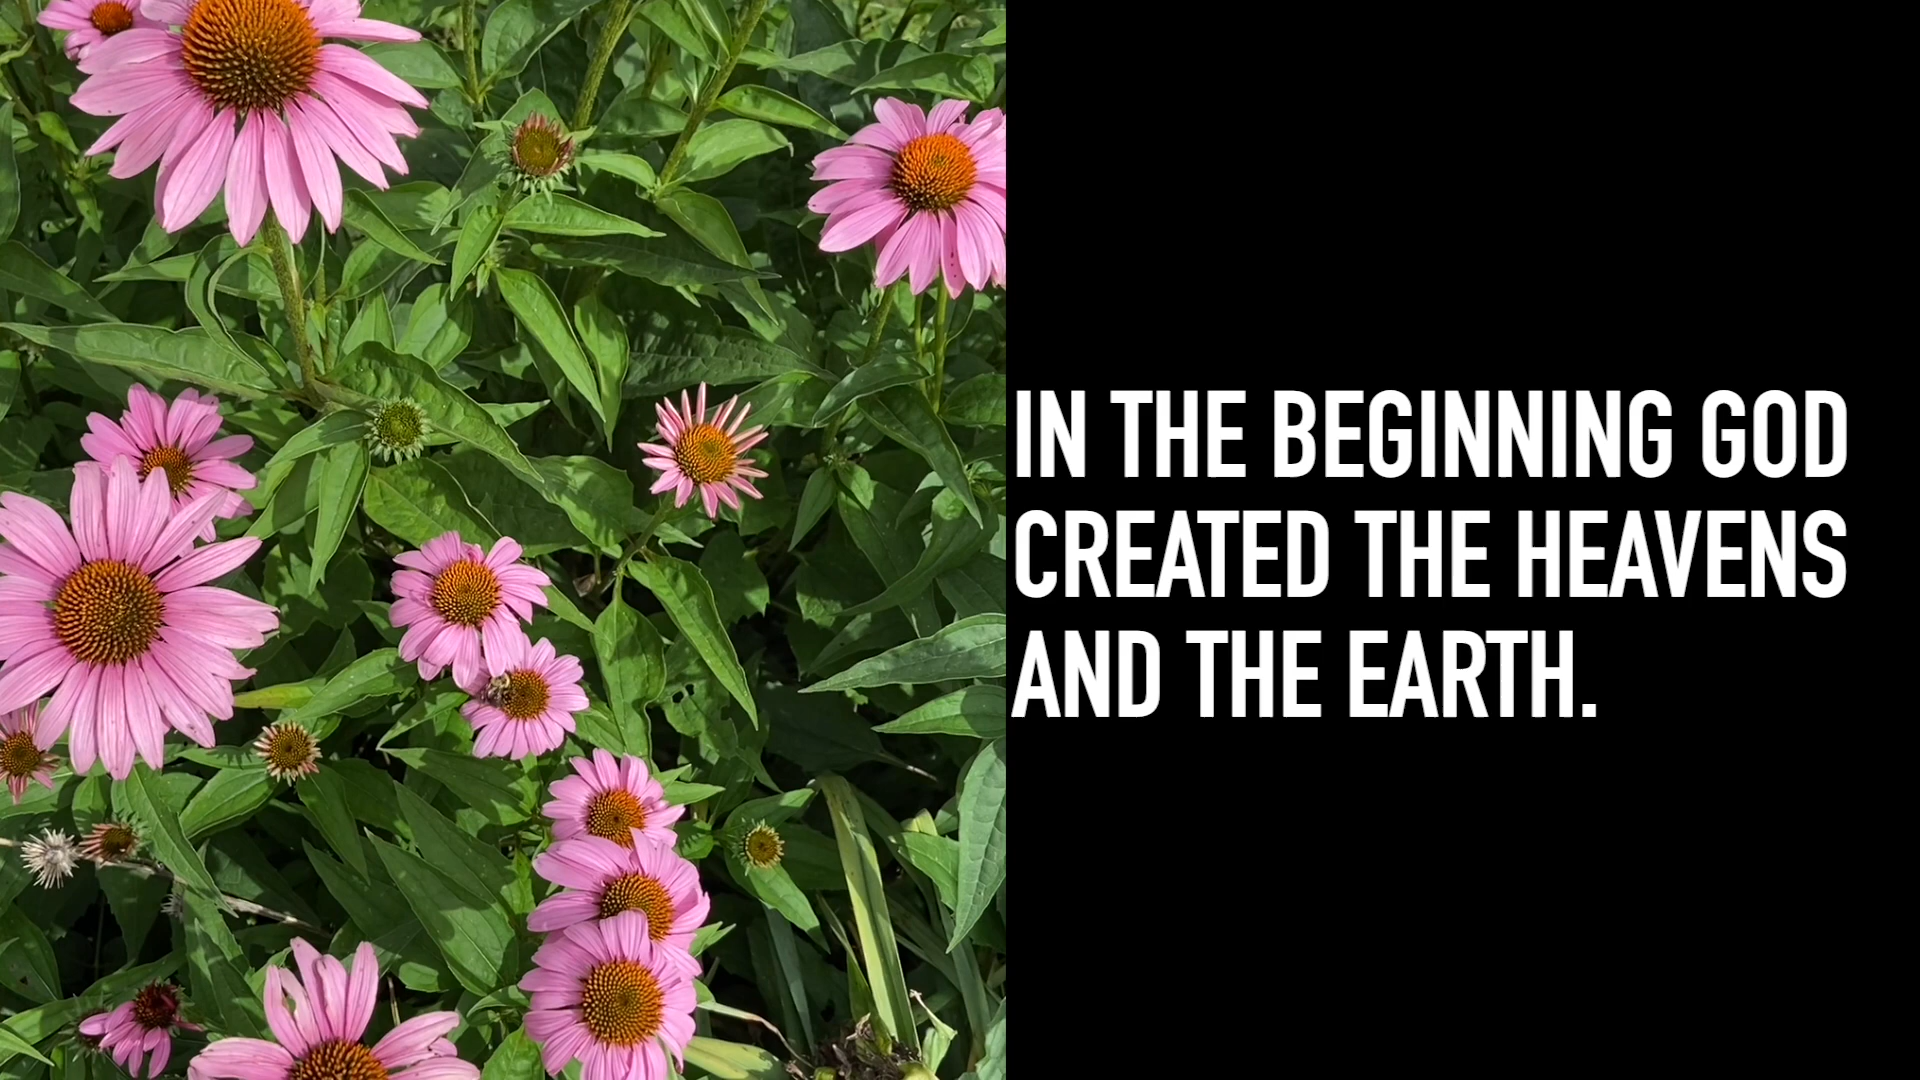 IN THE BEGINNING GOD
CREATED THE HEAVENS
AND THE EARTH.